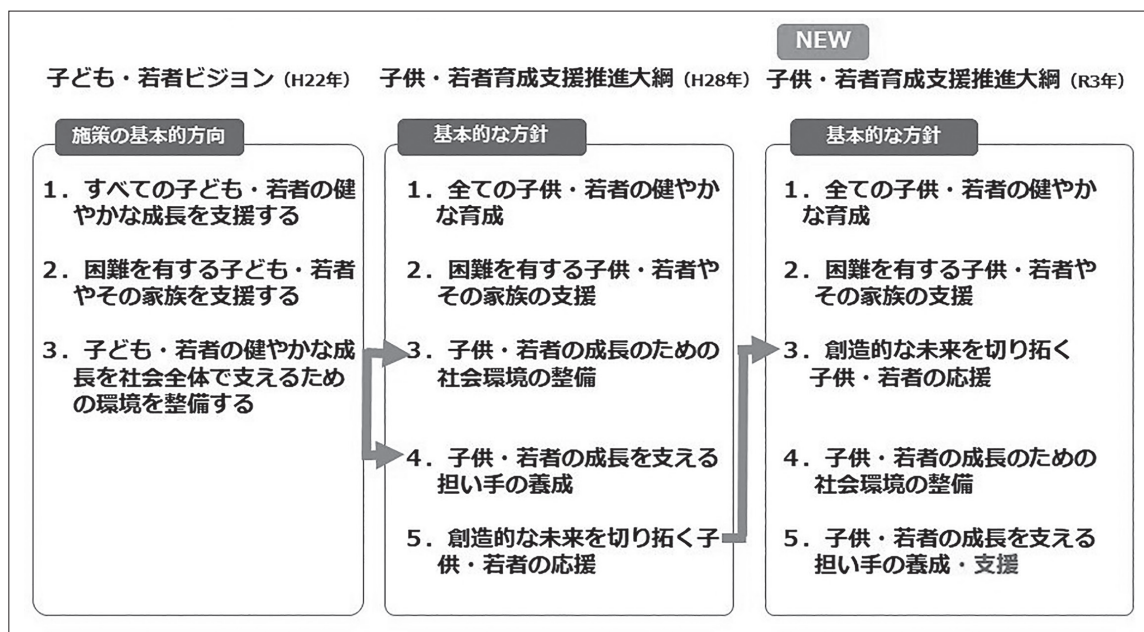 NEW
子ども・若者ビジョン（H22年）
施策の基本的方向
1．すべての子ども・若者の健
やかな成長を支援する
2．困難を有する子ども・若者
やその家族を支援する
3．子ども・若者の健やかな成
長を社会全体で支えるため
の環境を整備する
子供・若者育成支援推進大綱（H28年）
基本的な方針
1．全ての子供・若者の健やか
な育成
2．困難を有する子供・若者や
その家族の支援
3．子供・若者の成長のための
社会環境の整備
4．子供・若者の成長を支える
担い手の養成
5．創造的な未来を切り拓く子
供・若者の応援
子供・若者育成支援推進大綱（R3年）
基本的な方針
1．全ての子供・若者の健やか
な育成
2．困難を有する子供・若者や
その家族の支援
3．創造的な未来を切り拓く
子供・若者の応援
4．子供・若者の成長のための
社会環境の整備
5．子供・若者の成長を支える
担い手の養成・支援